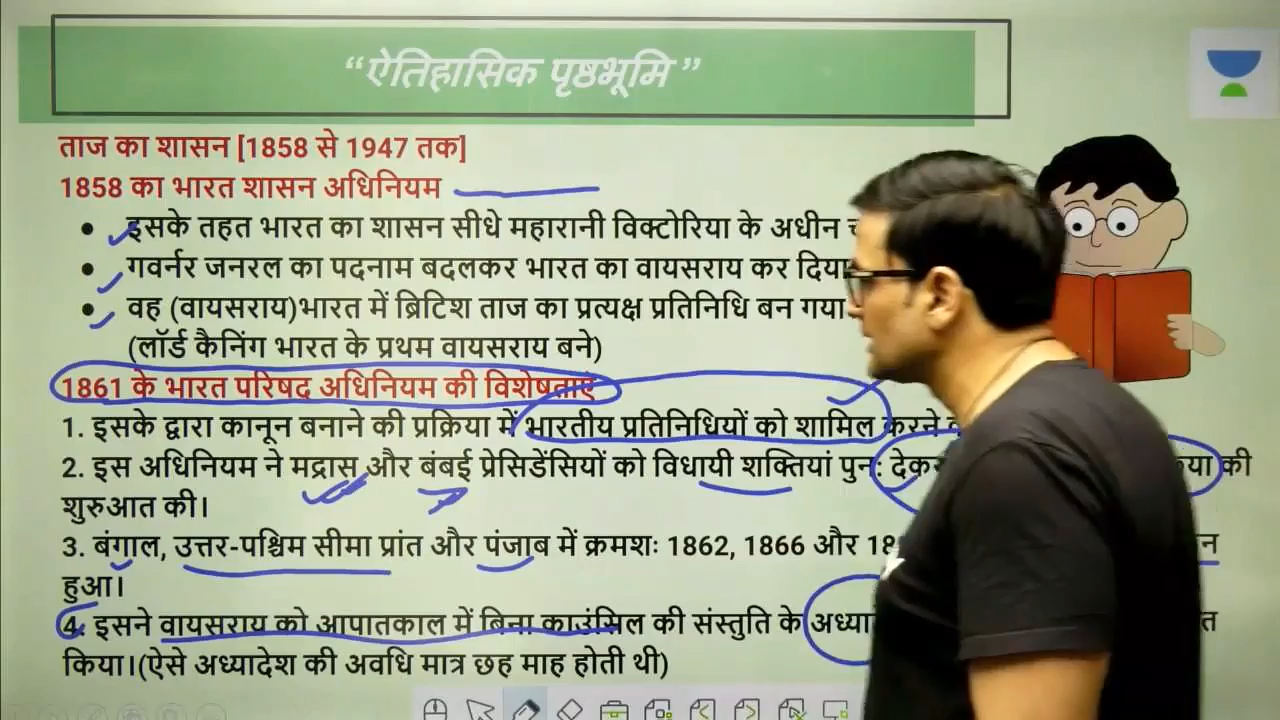 “ऐतिहासिक पृष्ठभूमि”
ताज का शासन [1858 से 1947 तक]
1858 का भारत शासन अधिनियम
• इसके तहत भारत का शासन सीधे महारानी विक्टोरिया के अधीन
• गवर्नर जनरल का पदनाम बदलकर भारत का वायसराय कर दिया
• वह (वायसराय)भारत में ब्रिटिश ताज का प्रत्यक्ष प्रतिनिधि बन गया
(लॉर्ड कैनिंग भारत के प्रथम वायसराय बने)
1861 के भारत परिषद अधिनियम की विशेषताएं
1. इसके द्वारा कानून बनाने की प्रक्रिया में भारतीय प्रतिनिधियों को शामिल करने
2. इस अधिनियम ने मद्रास और बंबई प्रेसिडेंसियों को विधायी शक्तियां पुन: देकर की
शुरुआत की।
3. बंगाल, उत्तर-पश्चिम सीमा प्रांत और पंजाब में क्रमशः 1862, 1866 और
हुआ।
4. इसने वायसराय को आपातकाल में बिना काउंसिल की संस्तुति के
किया।(ऐसे अध्यादेश की अवधि मात्र छह माह होती थी)